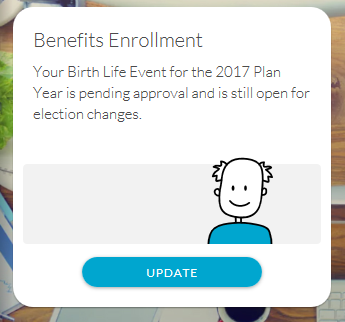 Benefits Enrollment
Your Birth Life Event for the 2017 Plan
Year is pending approval and is still open for
election changes.
UPDATE